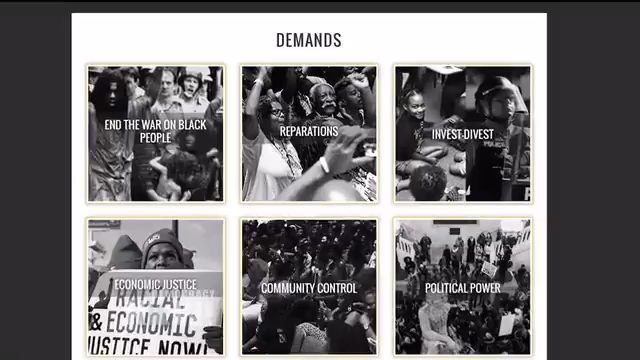 DEMANDS
END THE WAR ON BLACK
PEOPLE
REPARATIONS
INVEST-DIVEST
ECONOMIC JUSTICE
RACIAL
& ECONOMIC
JUSTICE NOW!
COMMUNITY CONTROL
POLITICAL POWER